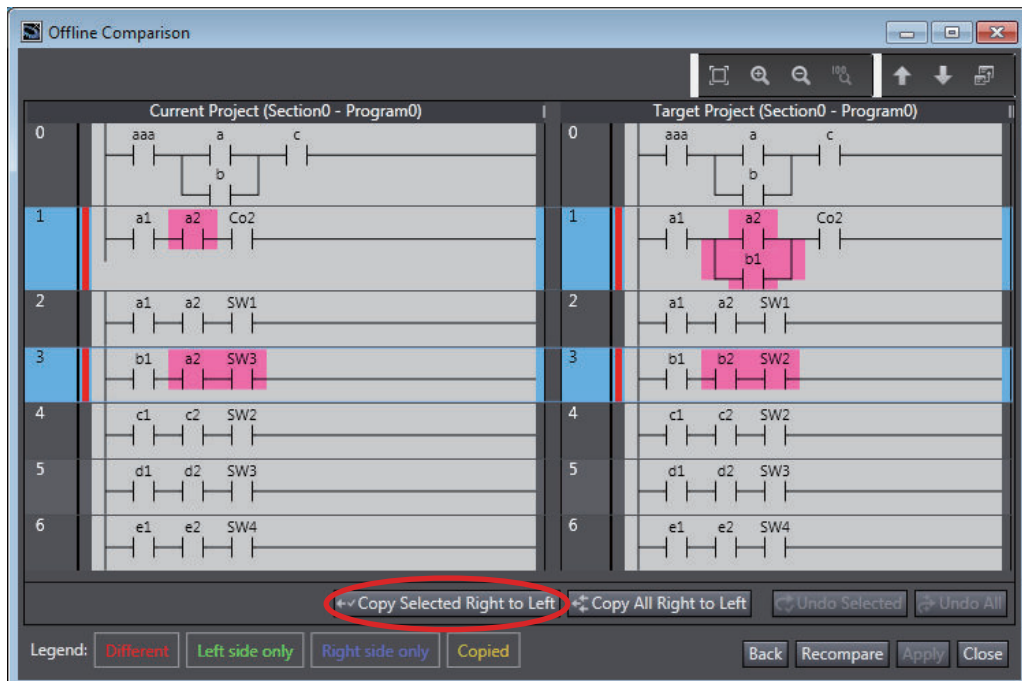 Offline Comparison
100%
Current Project (Section0 - Program0)
Target Project (Section0 - Program0)
0 aaa a c
b
0 aaa a c
b
1 a1 a2 Co2
1 a1 a2 Co2
b1
2 a1 a2 SW1
2 a1 a2 SW1
3 b1 a2 SW3
3 b1 b2 SW2
4 c1 c2 SW2
4 c1 c2 SW2
5 d1 d2 SW3
5 d1 d2 SW3
6 e1 e2 SW4
6 e1 e2 SW4
Copy Selected Right to Left Copy All Right to Left Undo Selected Undo All
Legend: Different Left side only Right side only Copied Back Recompare Apply Close